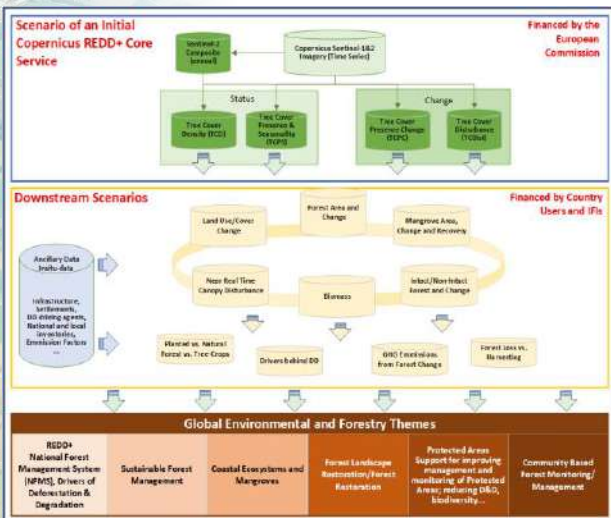 Scenario of an Initial
Copernicus REDD+ Core
Service
Financed by the
European
Commission
Sentinel-2
Composite
(annual)
Copernicus Sentinel-1&2
Imagery (Time Series)
Status
Change
Tree Cover
Density (TCD)
Tree Cover
Presence &
Seasonality
(TCPS)
Tree Cover
Presence Change
(TCPC)
Tree Cover
Disturbance
Downstream Scenarios
Financed by Country
Users and IFIs
Land Use/Cover
Change
Forest Area and
Change
Mangrove Area,
Change and Recovery
Ancillary Data
Infrastructure,
Settlements,
DD driving agents,
National and local
inventories,
Emmission Factors
...
Near Real Time
Canopy Disturbance
Biomass
Intact/Non-Intact
Forest and Change
Planted vs. Natural
Forest vs. Tree Crops
Drivers behind DD
GHG Emmissions
from Forest Change
Forest Loss vs.
Harvesting
Global Environmental and Forestry Themes
REDD+
National Forest
Management System
(NFMS), Drivers of
Deforestation &
Degradation
Sustainable Forest
Management
Coastal Ecosystems and
Mangroves
Forest Landscape
Restoration/Forest
Restoration
Protected Areas
Support for improving
management and
monitoring of Protected
Areas; reducing D&D,
biodiversity...
Community Based
Forest Monitoring/
Management